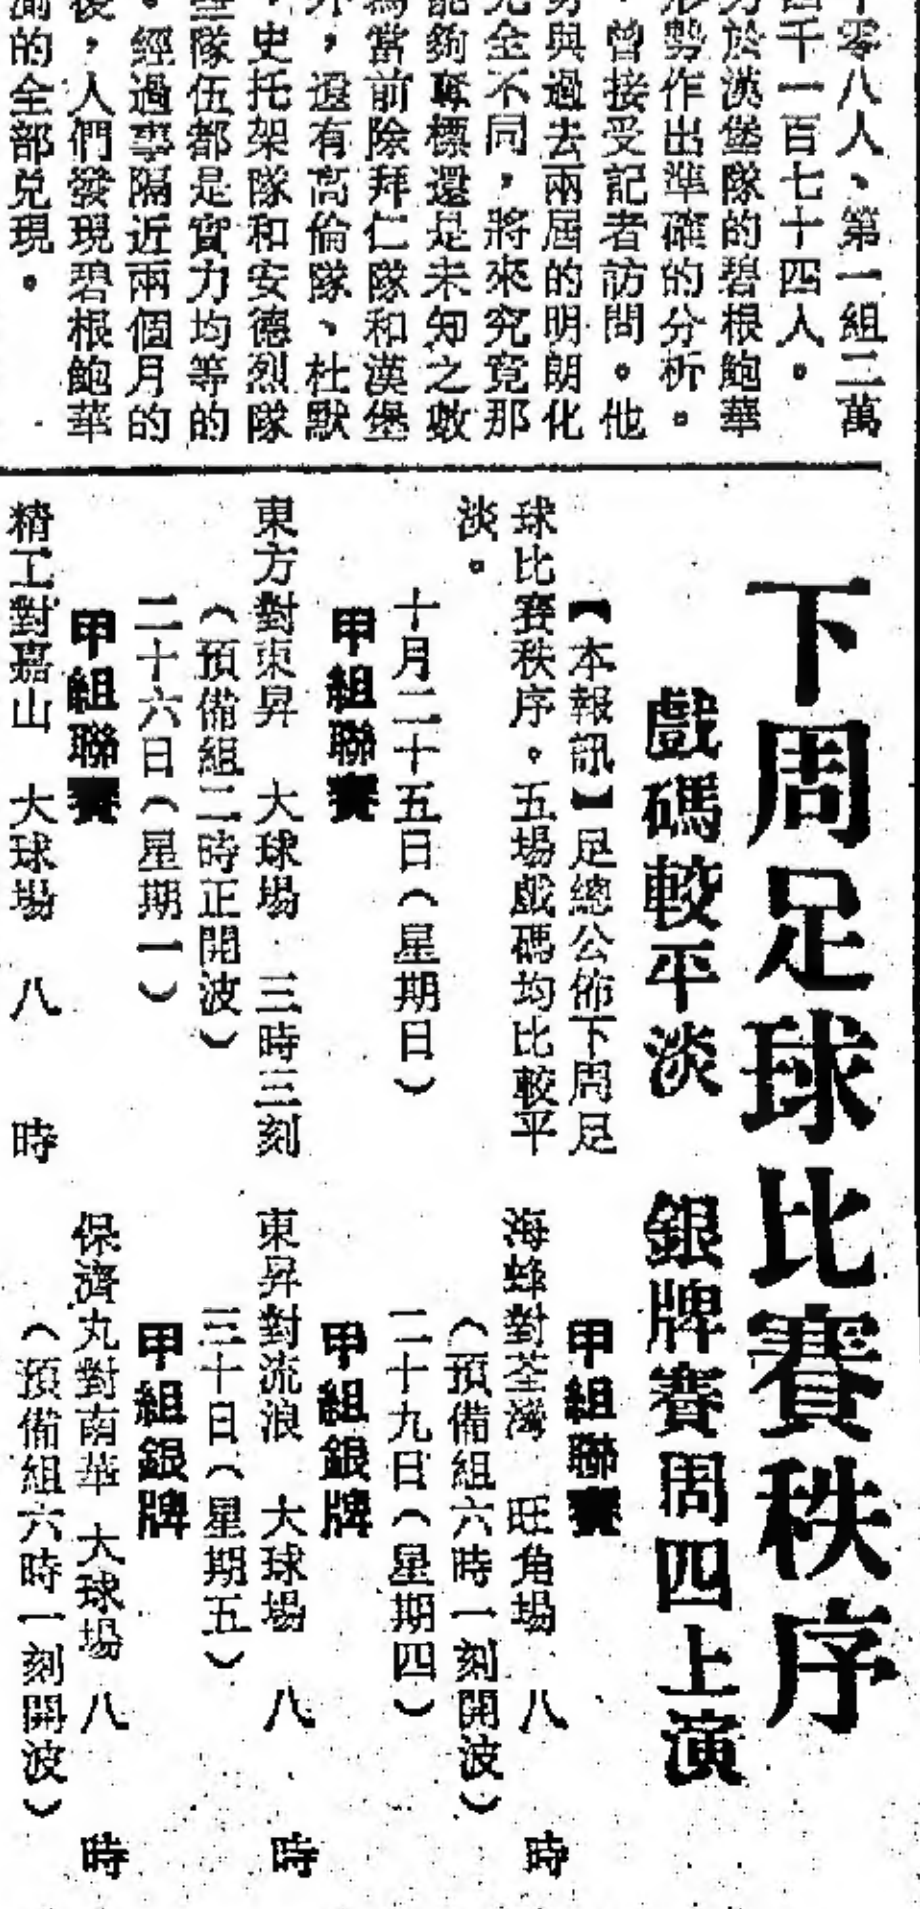 十零八人、第一組三萬
四千一百七十四人。
力於漢堡隊的碧根鮑華
形勢作出準確的分析。
，曾接受記者訪問。他
勢與過去兩屆的明朗化
完全不同，將來究竟那
能夠奪標還是未知之數
為當前除拜仁隊和漢堡
外，還有高倫隊、杜默
、史托架隊和安德烈隊
隊伍都是實力均等的
。經過事隔近兩個月的
後，人們發現碧根鮑華
測的全部兌現。
下周足球比賽秩序
戲碼較平淡　銀牌賽周四上演
【本報訊】足總公佈下周足
球比賽秩序。五場戲碼均比較平
淡。
十月二十五日（星期日）
甲組聯賽
東方對東昇　大球場　三時三刻
（預備組二時正開波）
二十六日（星期一）
甲組聯賽
精工對嘉山　大球場　八　時
甲組聯賽
海蜂對荃灣　旺角場　八　時
（預備組六時一刻開波）
二十九日（星期四）
甲組銀牌
東昇對流浪　大球場　八　時
三十日（星期五）
甲組銀牌
保濟丸對南華　大球場　八　時
（預備組六時一刻開波）